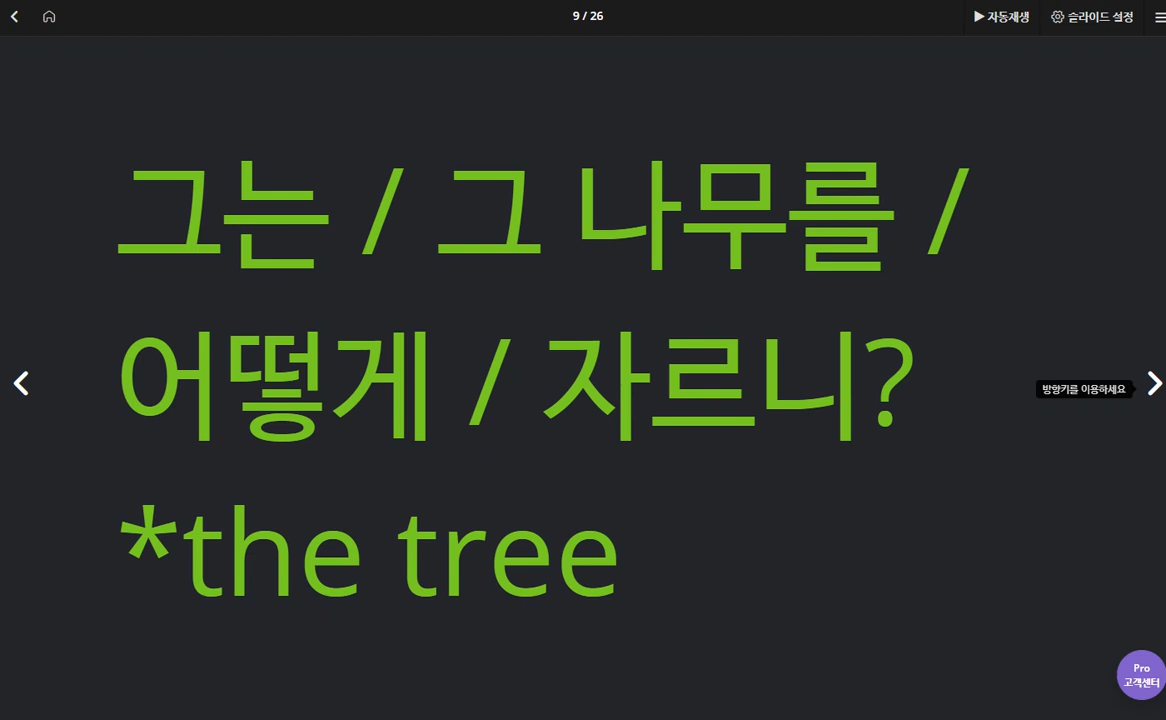 9 / 26
▶ 자동재생
슬라이드 설정
그는 / 그 나무를 /
어떻게 / 자르니?
*the tree
방향키를 이용하세요
Pro
고객센터